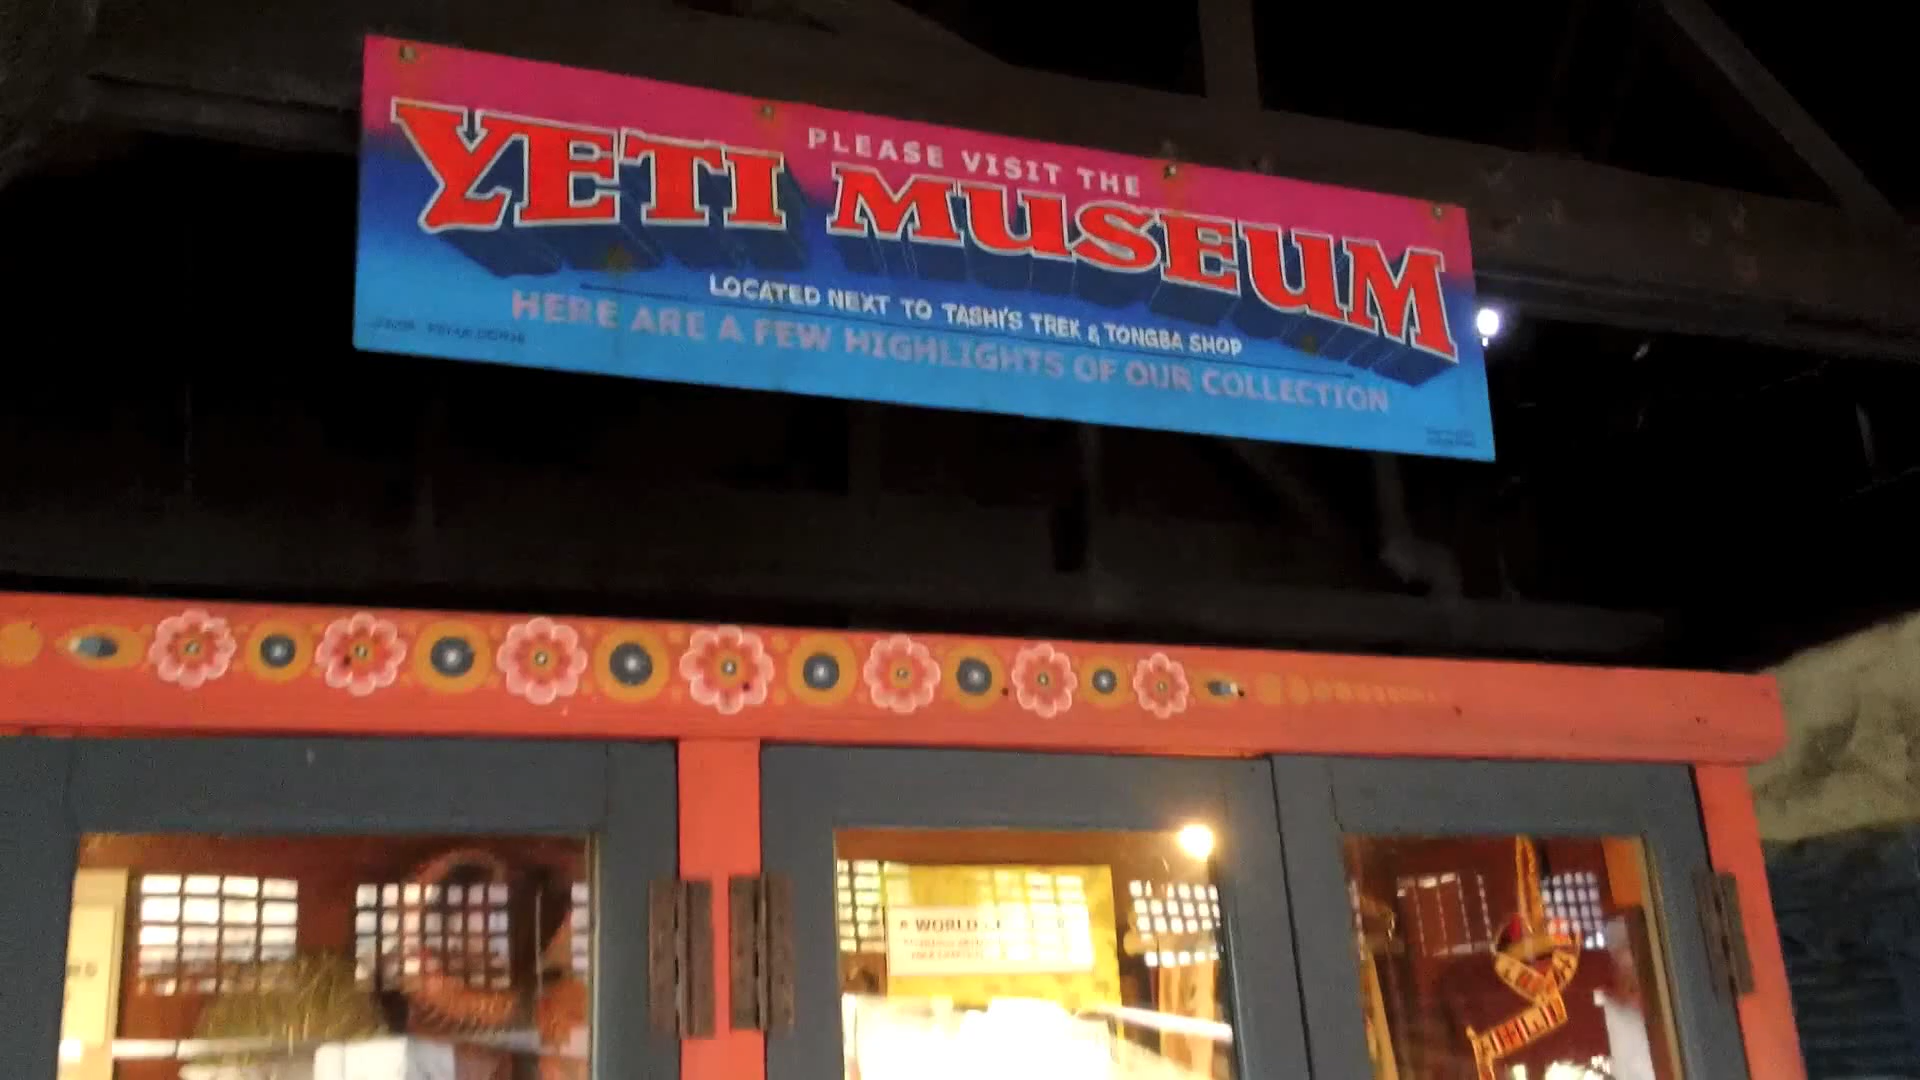 PLEASE VISIT THE
YETI MUSEUM
LOCATED NEXT TO TASHI'S TREK & TONGBA SHOP
HERE ARE A FEW HIGHLIGHTS OF OUR COLLECTION
A WORLD